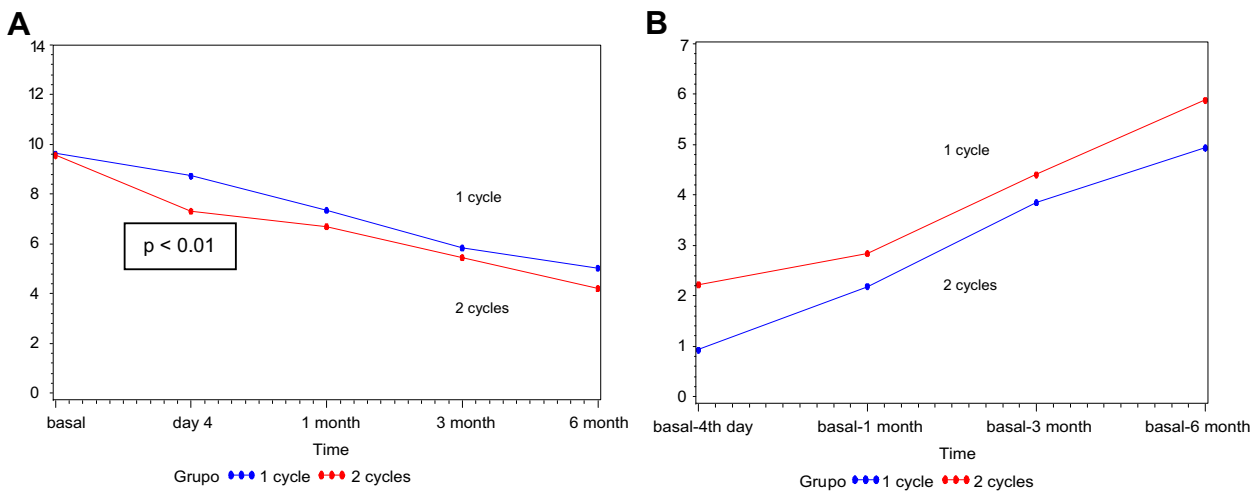 A
14
12
10
8
6
4
2
0
1 cycle
p < 0.01
2 cycles
basal day 4 1 month 3 month 6 month
Time
Grupo 1 cycle 2 cycles
B
7
6
5
4
3
2
1
0
1 cycle
2 cycles
basal-4th day basal-1 month basal-3 month basal-6 month
Time
Grupo 1 cycle 2 cycles